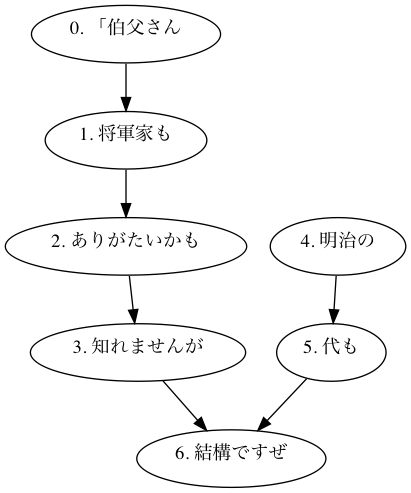 0. 「伯父さん
1. 将軍家も
2. ありがたいかも
4. 明治の
3. 知れませんが
5. 代も
6. 結構ですぜ